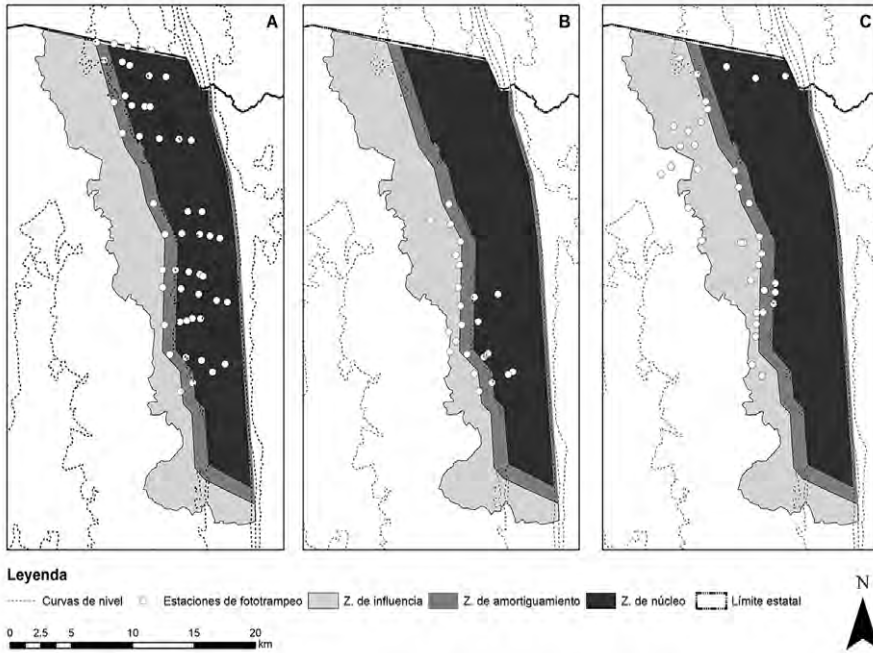 A
B
C
Leyenda
Curvas de nivel
Estaciones de fototrampeo
Z. de influencia
Z. de amortiguamiento
Z. de núcleo
Límite estatal
0 2,5 5 10 15 20
km
N